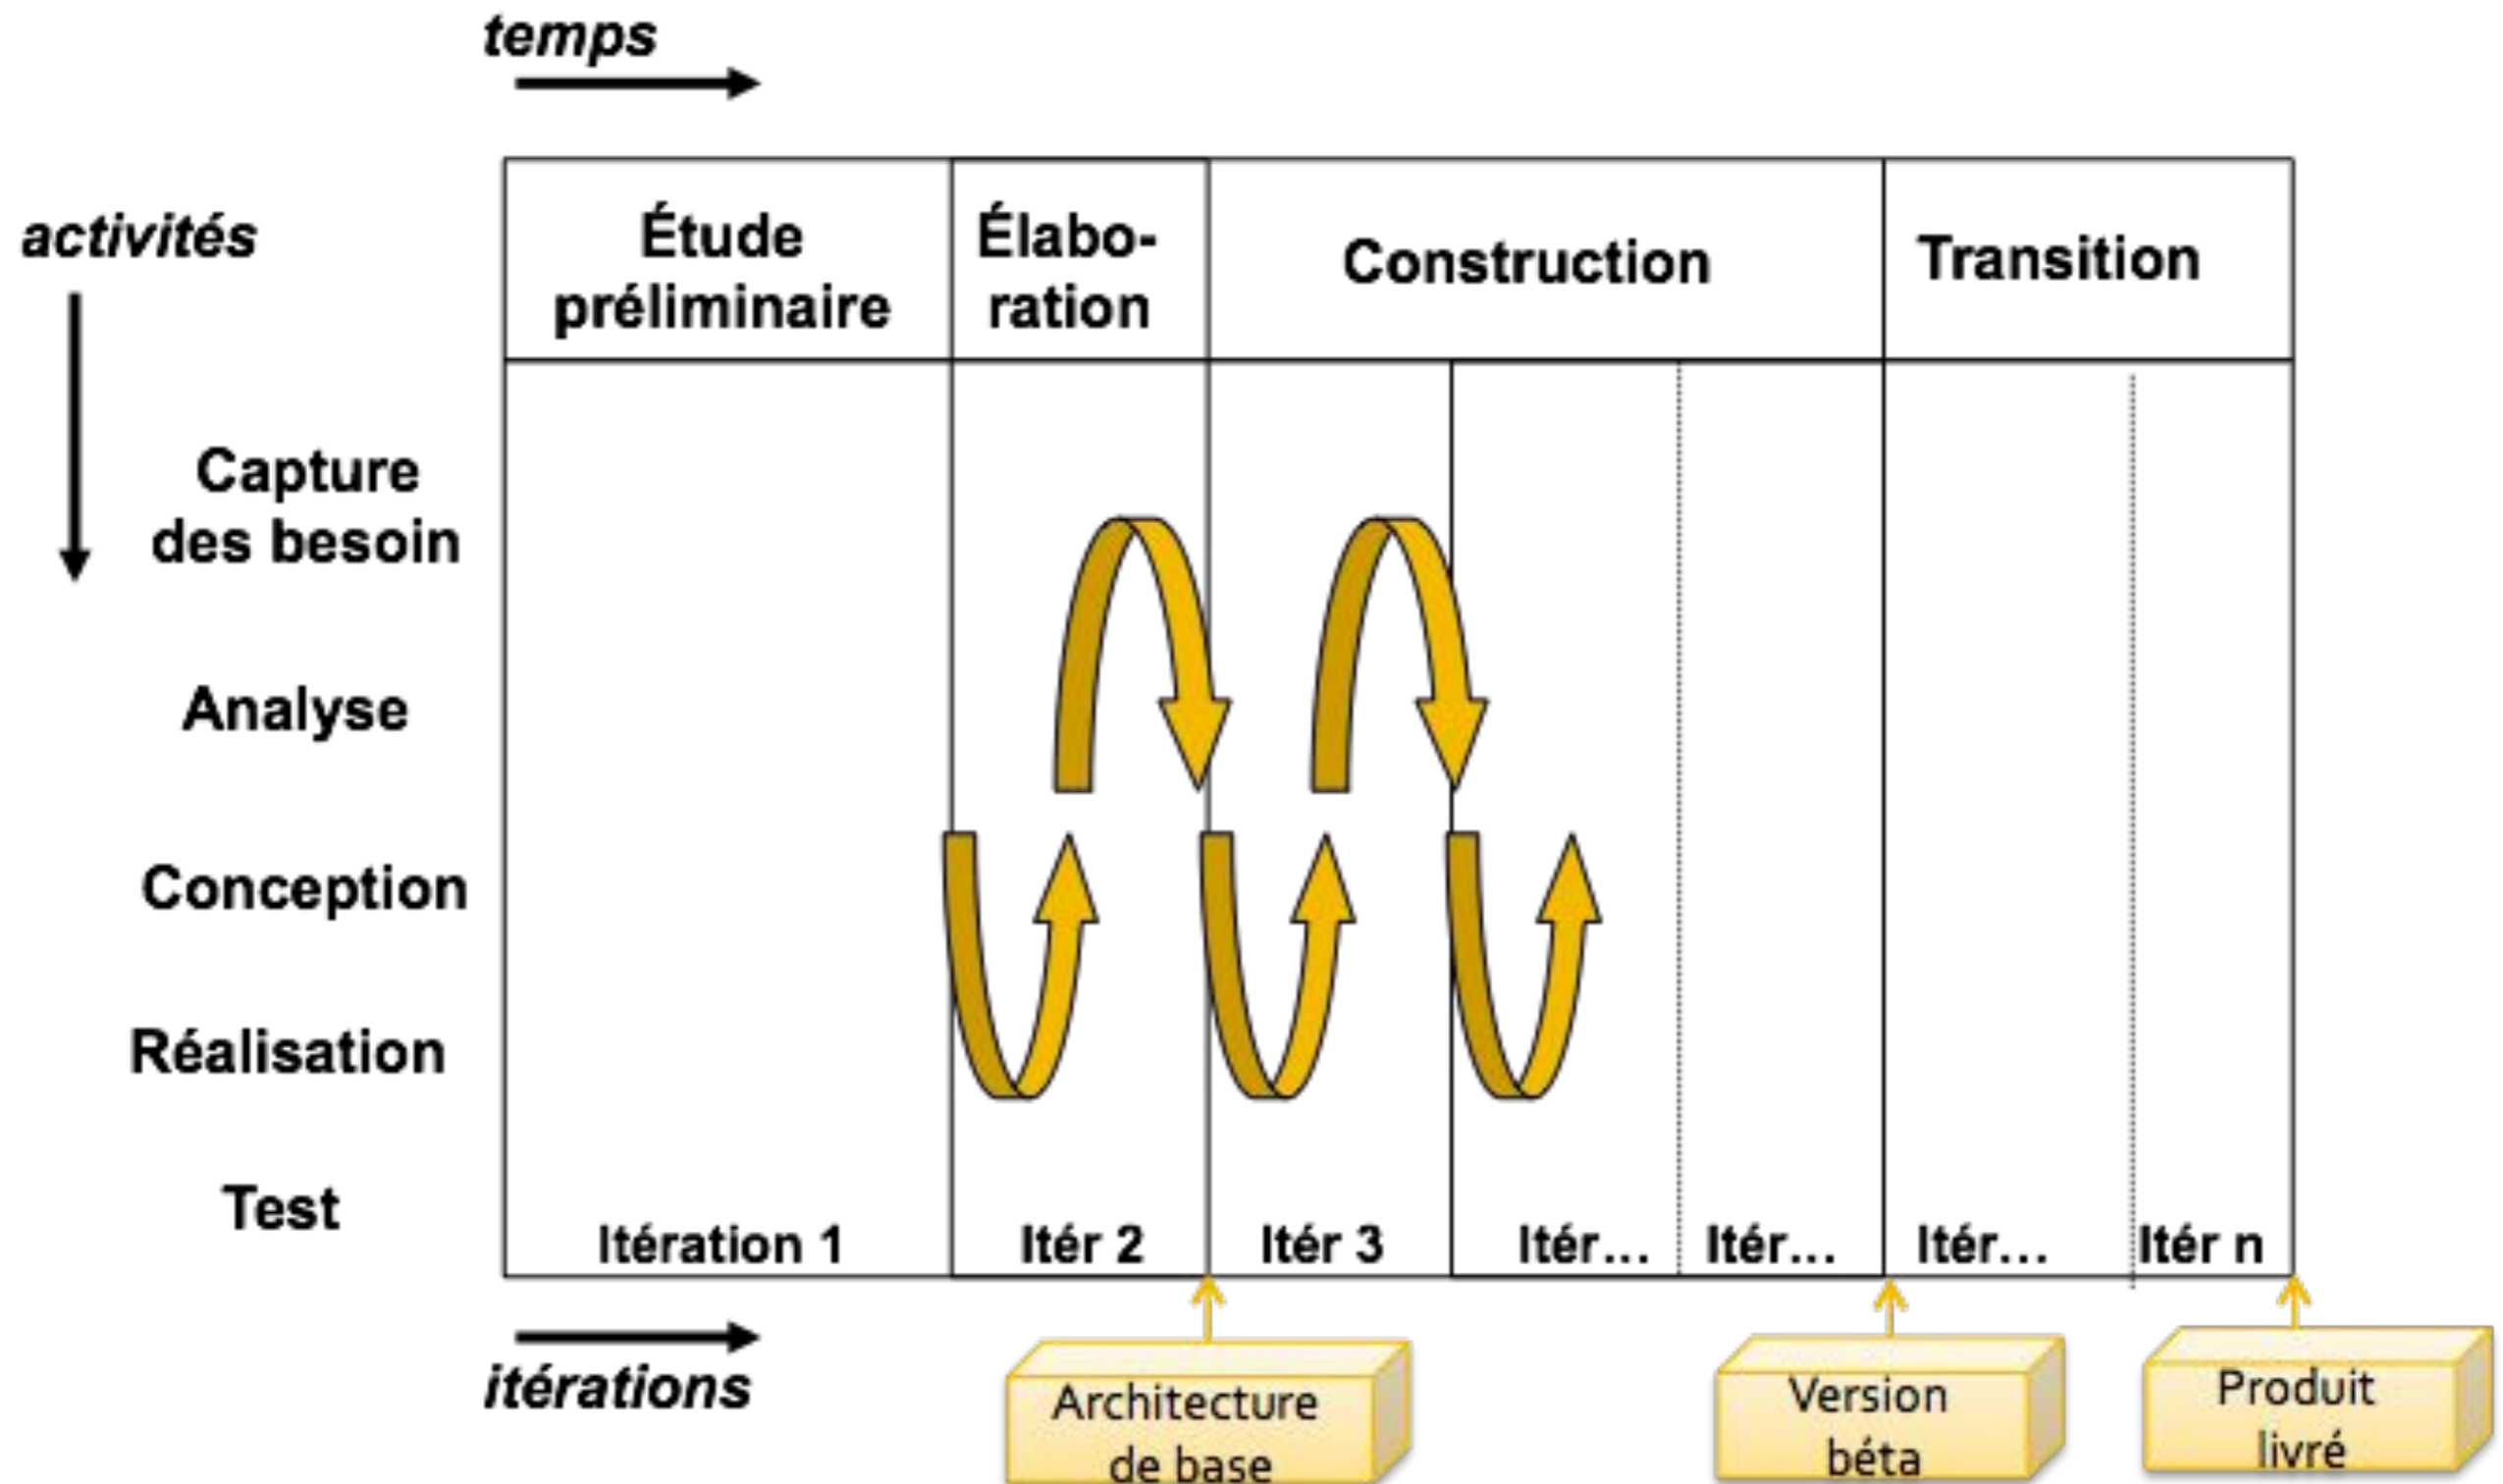 temps
activités
Étude
préliminaire
Élabo-
ration
Construction
Transition
Capture
des besoin
Analyse
Conception
Réalisation
Test
Itération 1
Itér 2
Itér 3
Itér...
Itér...
Itér...
Itér n
itérations
Architecture
de base
Version
béta
Produit
livré